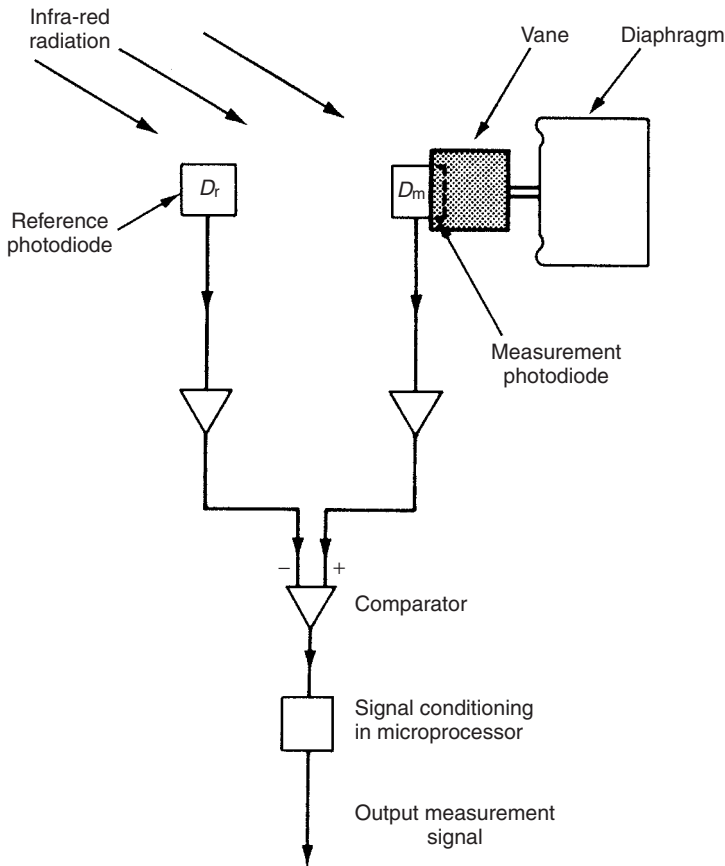 Infra-red
radiation
Vane
Diaphragm
Dr
Dm
Reference
photodiode
Measurement
photodiode
− +
Comparator
Signal conditioning
in microprocessor
Output measurement
signal